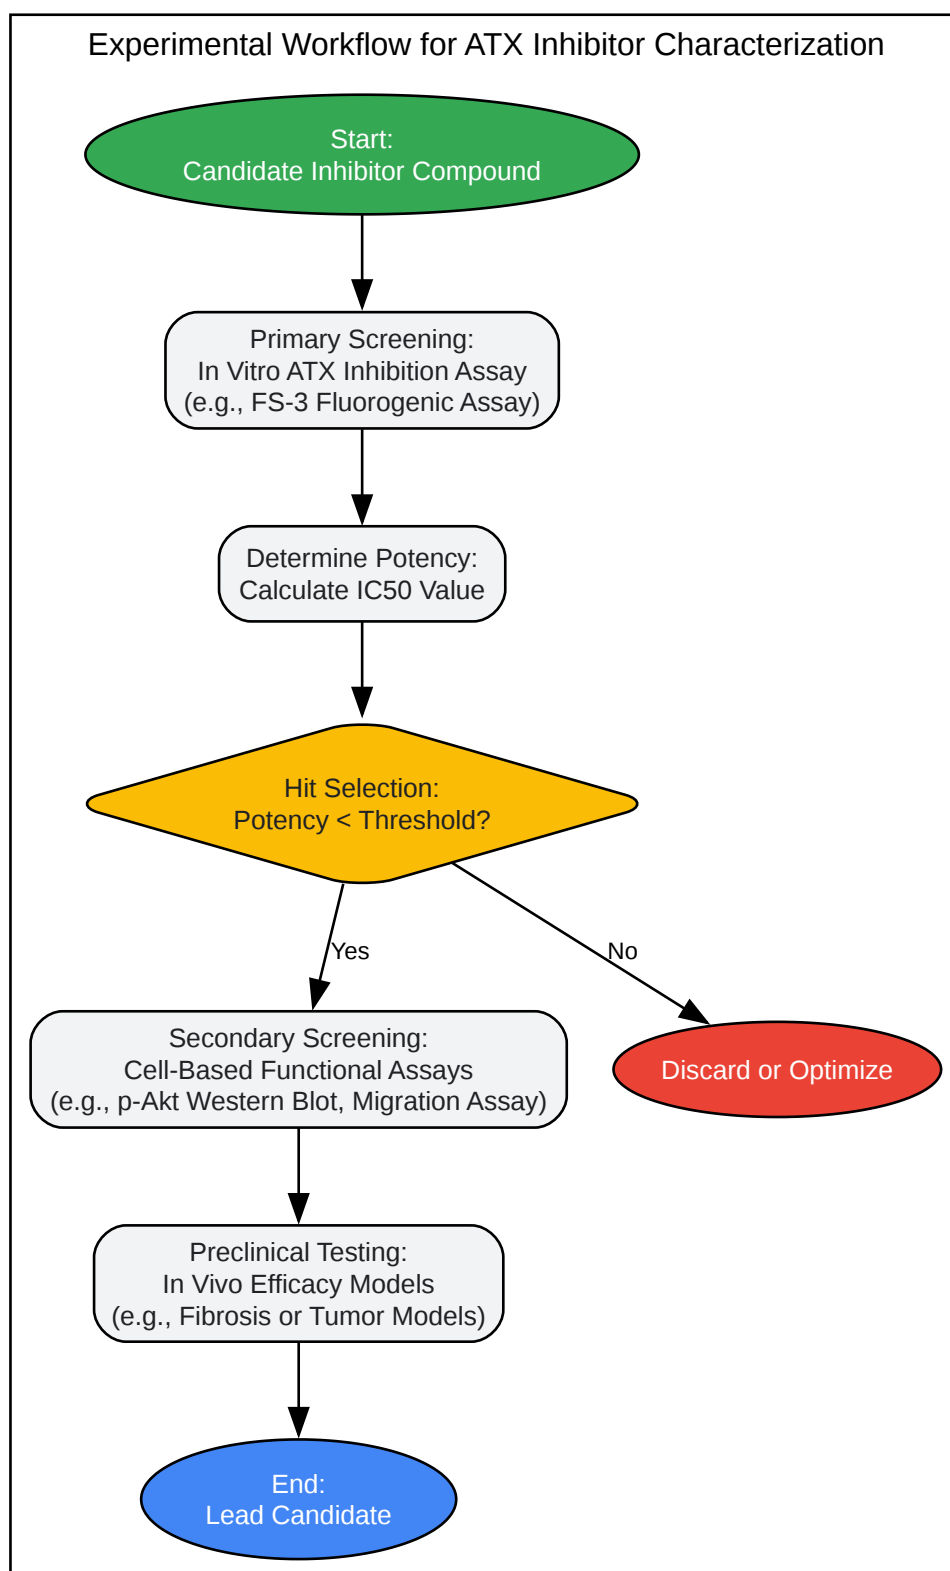 Experimental Workflow for ATX Inhibitor Characterization
Start:
Candidate Inhibitor Compound
Primary Screening:
In Vitro ATX Inhibition Assay
(e.g., FS-3 Fluorogenic Assay)
Determine Potency:
Calculate IC50 Value
Hit Selection:
Potency < Threshold?
Yes
No
Secondary Screening:
Cell-Based Functional Assays
(e.g., p-Akt Western Blot, Migration Assay)
Discard or Optimize
Preclinical Testing:
In Vivo Efficacy Models
(e.g., Fibrosis or Tumor Models)
End:
Lead Candidate